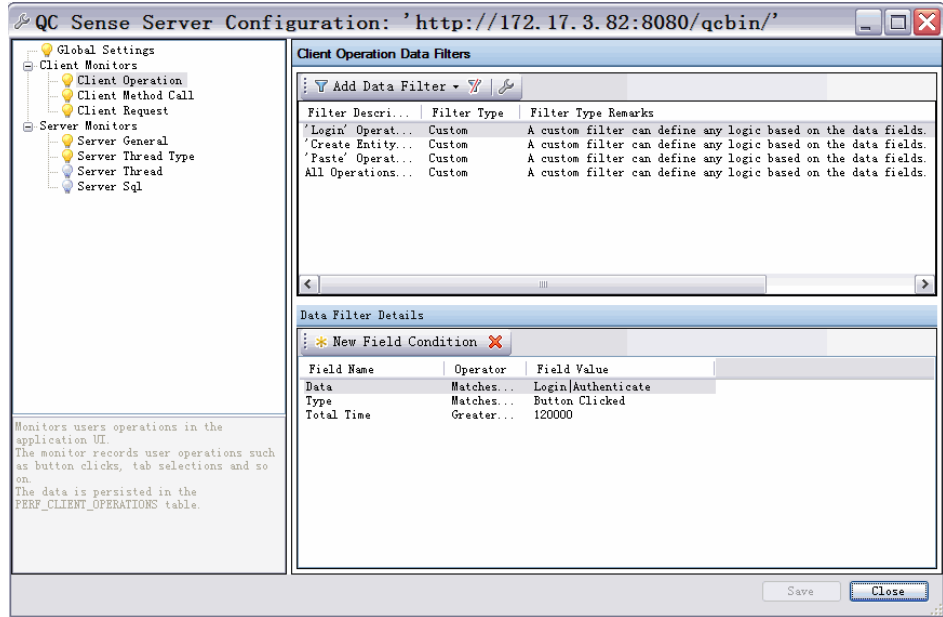 QC Sense Server Configuration: 'http://172.17.3.82:8080/qcbin/'
Global Settings
Client Monitors
Client Operation
Client Method Call
Client Request
Server Monitors
Server General
Server Thread Type
Server Thread
Server Sql
Monitors users operations in the
application UI.
The monitor records user operations such
as button clicks, tab selections and so
on.
The data is persisted in the
PERF_CLIENT_OPERATIONS table.
Client Operation Data Filters
Add Data Filter
Filter Descri... Filter Type Filter Type Remarks
'Login' Operat... Custom A custom filter can define any logic based on the data fields.
'Create Entity... Custom A custom filter can define any logic based on the data fields.
'Paste' Operat... Custom A custom filter can define any logic based on the data fields.
All Operations... Custom A custom filter can define any logic based on the data fields.
Data Filter Details
New Field Condition
Field Name Operator Field Value
Data Matches... Login|Authenticate
Type Matches... Button Clicked
Total Time Greater... 120000
Save Close